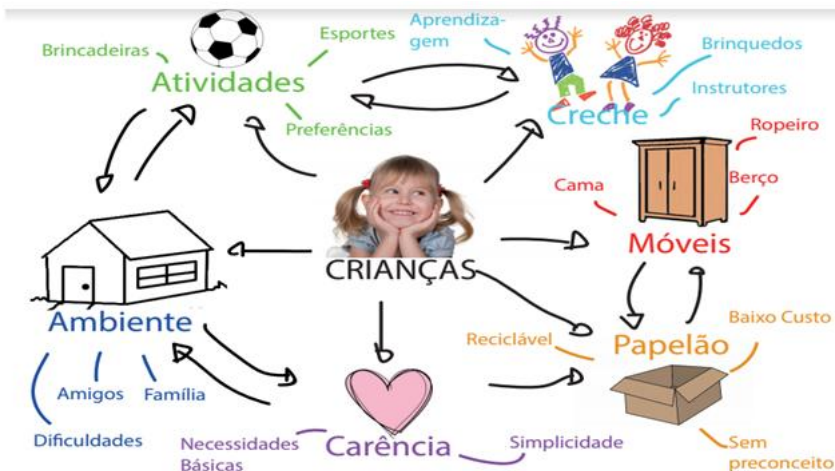 Brincadeiras
Esportes
Atividades
Preferências
Aprendiza-
gem
Brinquedos
Instrutores
Creche
Ropeiro
Cama
Berço
Móveis
CRIANÇAS
Ambiente
Amigos
Família
Dificuldades
Reciclável
Papelão
Baixo Custo
Sem
preconceito
Necessidades
Básicas
Carência
Simplicidade